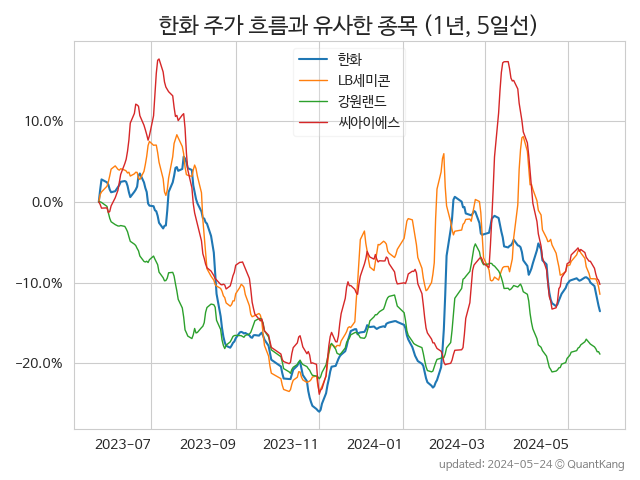 한화 주가 흐름과 유사한 종목 (1년, 5일선)
한화
LB세미콘
강원랜드
씨아이에스
10.0%
0.0%
−10.0%
−20.0%
2023-07
2023-09
2023-11
2024-01
2024-03
2024-05
updated: 2024-05-24 © QuantKang